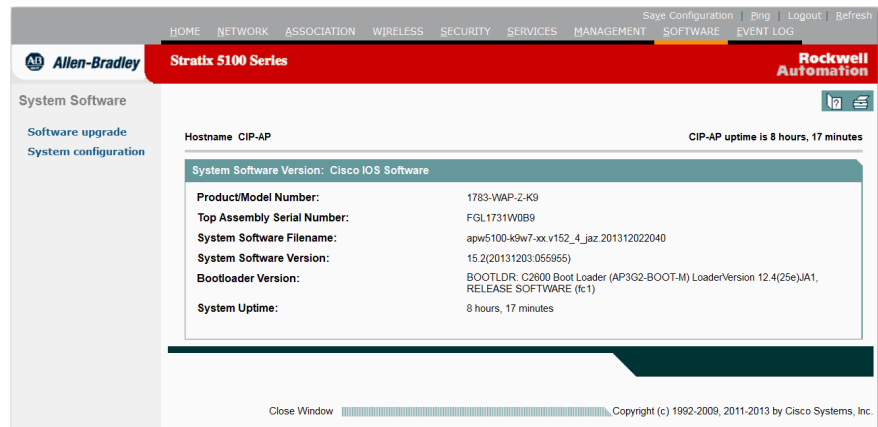 Save Configuration | Ping | Logout | Refresh
HOME NETWORK ASSOCIATION WIRELESS SECURITY SERVICES MANAGEMENT SOFTWARE EVENT LOG
AB Allen-Bradley
Stratix 5100 Series
Rockwell
Automation
System Software
Software upgrade
System configuration
Hostname CIP-AP
CIP-AP uptime is 8 hours, 17 minutes
System Software Version: Cisco IOS Software
Product/Model Number: 1783-WAP-Z-K9
Top Assembly Serial Number: FGL1731W0B9
System Software Filename: apw5100-k9w7-xx.v152_4_jaz.201312022040
System Software Version: 15.2(20131203:055955)
Bootloader Version: BOOTLDR: C2600 Boot Loader (AP3G2-BOOT-M) LoaderVersion 12.4(25e)JA1,
RELEASE SOFTWARE (fc1)
System Uptime: 8 hours, 17 minutes
Close Window
Copyright (c) 1992-2009, 2011-2013 by Cisco Systems, Inc.